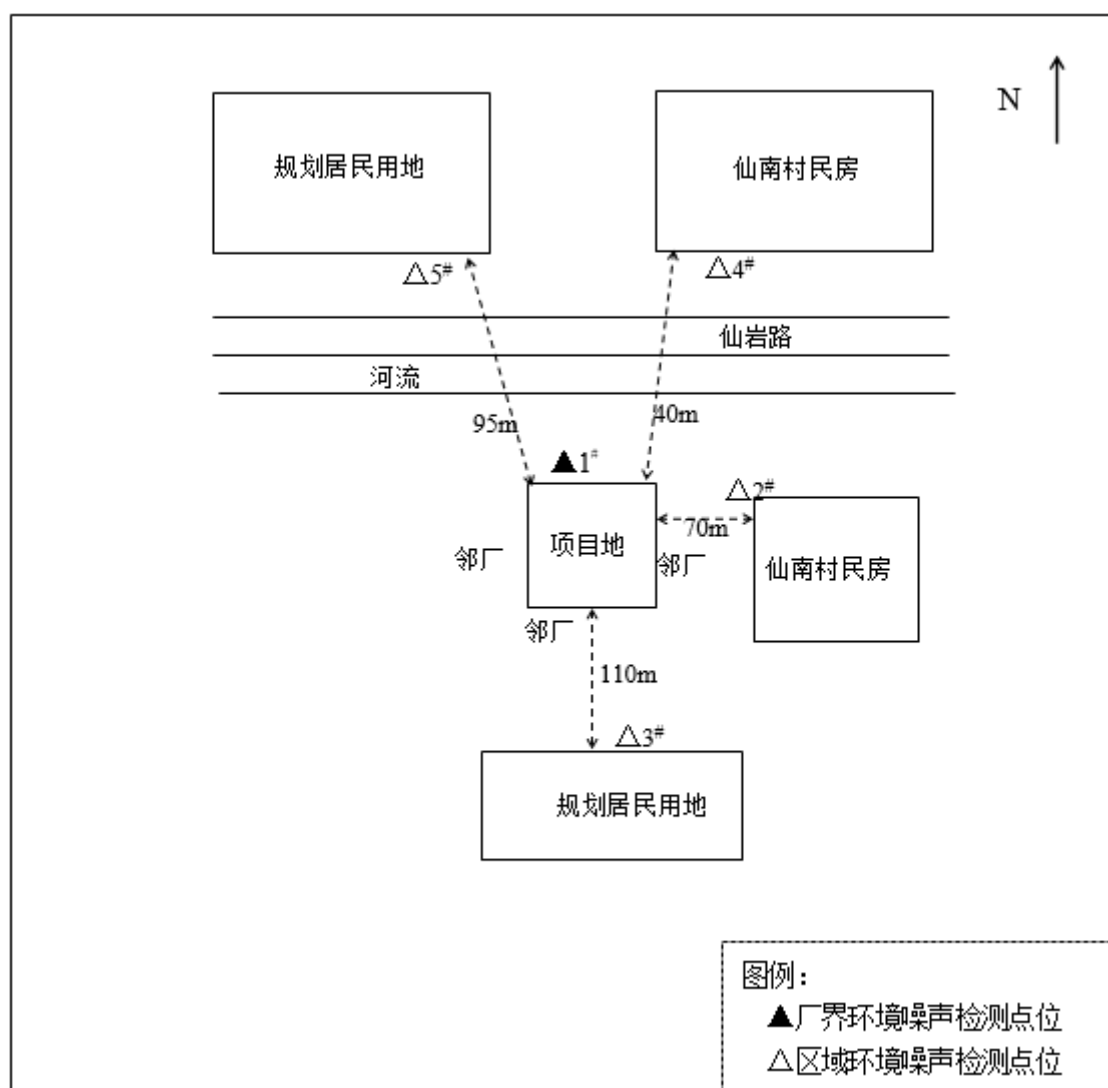 N
规划居民用地
仙南村民房
△5#
△4#
仙岩路
河流
95m
40m
▲1#
△2#
项目地
70m
邻厂
邻厂
仙南村民房
邻厂
110m
△3#
规划居民用地
图例：
▲厂界环境噪声检测点位
△区域环境噪声检测点位